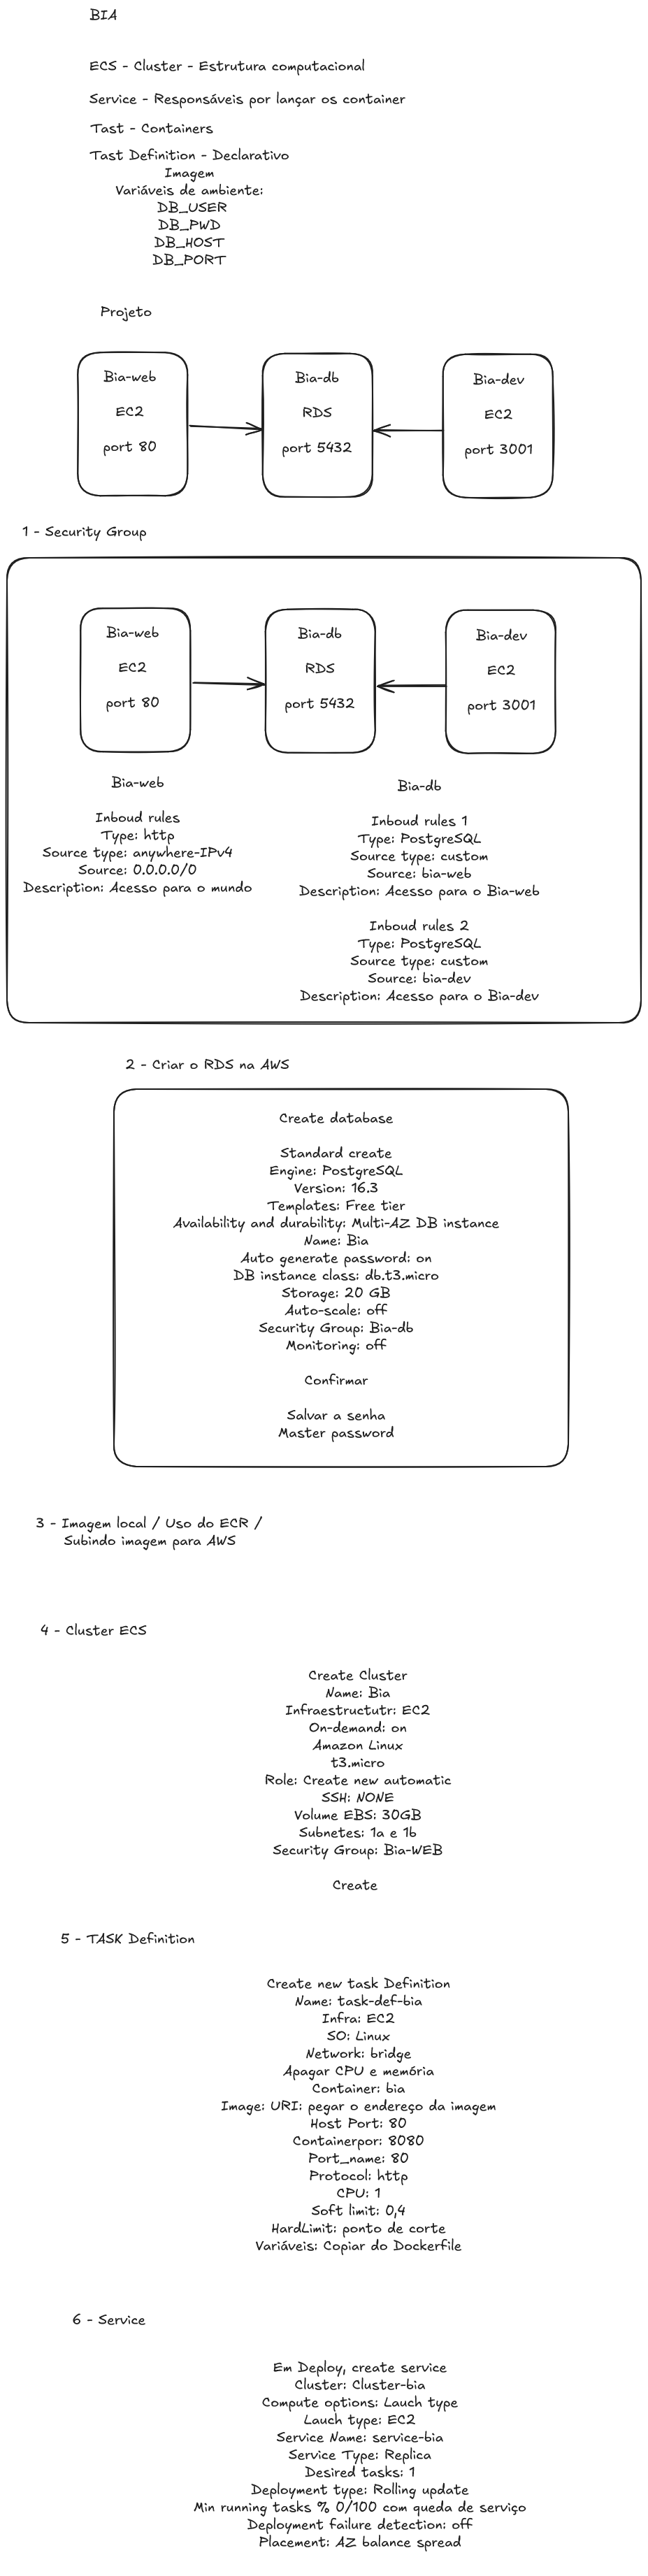 BIA
ECS - Cluster - Estrutura computacional
Service - Responsáveis por lançar os container
Tast - Containers
Tast Definition - Declarativo
Imagem
Variáveis de ambiente:
DB_USER
DB_PWD
DB_HOST
DB_PORT
Projeto
Bia-web
EC2
port 80
Bia-db
RDS
port 5432
Bia-dev
EC2
port 3001
1 - Security Group
Bia-web
EC2
port 80
Bia-db
RDS
port 5432
Bia-dev
EC2
port 3001
Bia-web
Inboud rules
Type: http
Source type: anywhere-IPv4
Source: 0.0.0.0/0
Description: Acesso para o mundo
Bia-db
Inboud rules 1
Type: PostgreSQL
Source type: custom
Source: bia-web
Description: Acesso para o Bia-web
Inboud rules 2
Type: PostgreSQL
Source type: custom
Source: bia-dev
Description: Acesso para o Bia-dev
2 - Criar o RDS na AWS
Create database
Standard create
Engine: PostgreSQL
Version: 16.3
Templates: Free tier
Availability and durability: Multi-AZ DB instance
Name: Bia
Auto generate password: on
DB instance class: db.t3.micro
Storage: 20 GB
Auto-scale: off
Security Group: Bia-db
Monitoring: off
Confirmar
Salvar a senha
Master password
3 - Imagem local / Uso do ECR /
Subindo imagem para AWS
4 - Cluster ECS
Create Cluster
Name: Bia
Infraestructutr: EC2
On-demand: on
Amazon Linux
t3.micro
Role: Create new automatic
SSH: NONE
Volume EBS: 30GB
Subnetes: 1a e 1b
Security Group: Bia-WEB
Create
5 - TASK Definition
Create new task Definition
Name: task-def-bia
Infra: EC2
SO: Linux
Network: bridge
Apagar CPU e memória
Container: bia
Image: URI: pegar o endereço da imagem
Host Port: 80
Containerpor: 8080
Port_name: 80
Protocol: http
CPU: 1
Soft limit: 0,4
HardLimit: ponto de corte
Variáveis: Copiar do Dockerfile
6 - Service
Em Deploy, create service
Cluster: Cluster-bia
Compute options: Lauch type
Lauch type: EC2
Service Name: service-bia
Service Type: Replica
Desired tasks: 1
Deployment type: Rolling update
Min running tasks % 0/100 com queda de serviço
Deployment failure detection: off
Placement: AZ balance spread